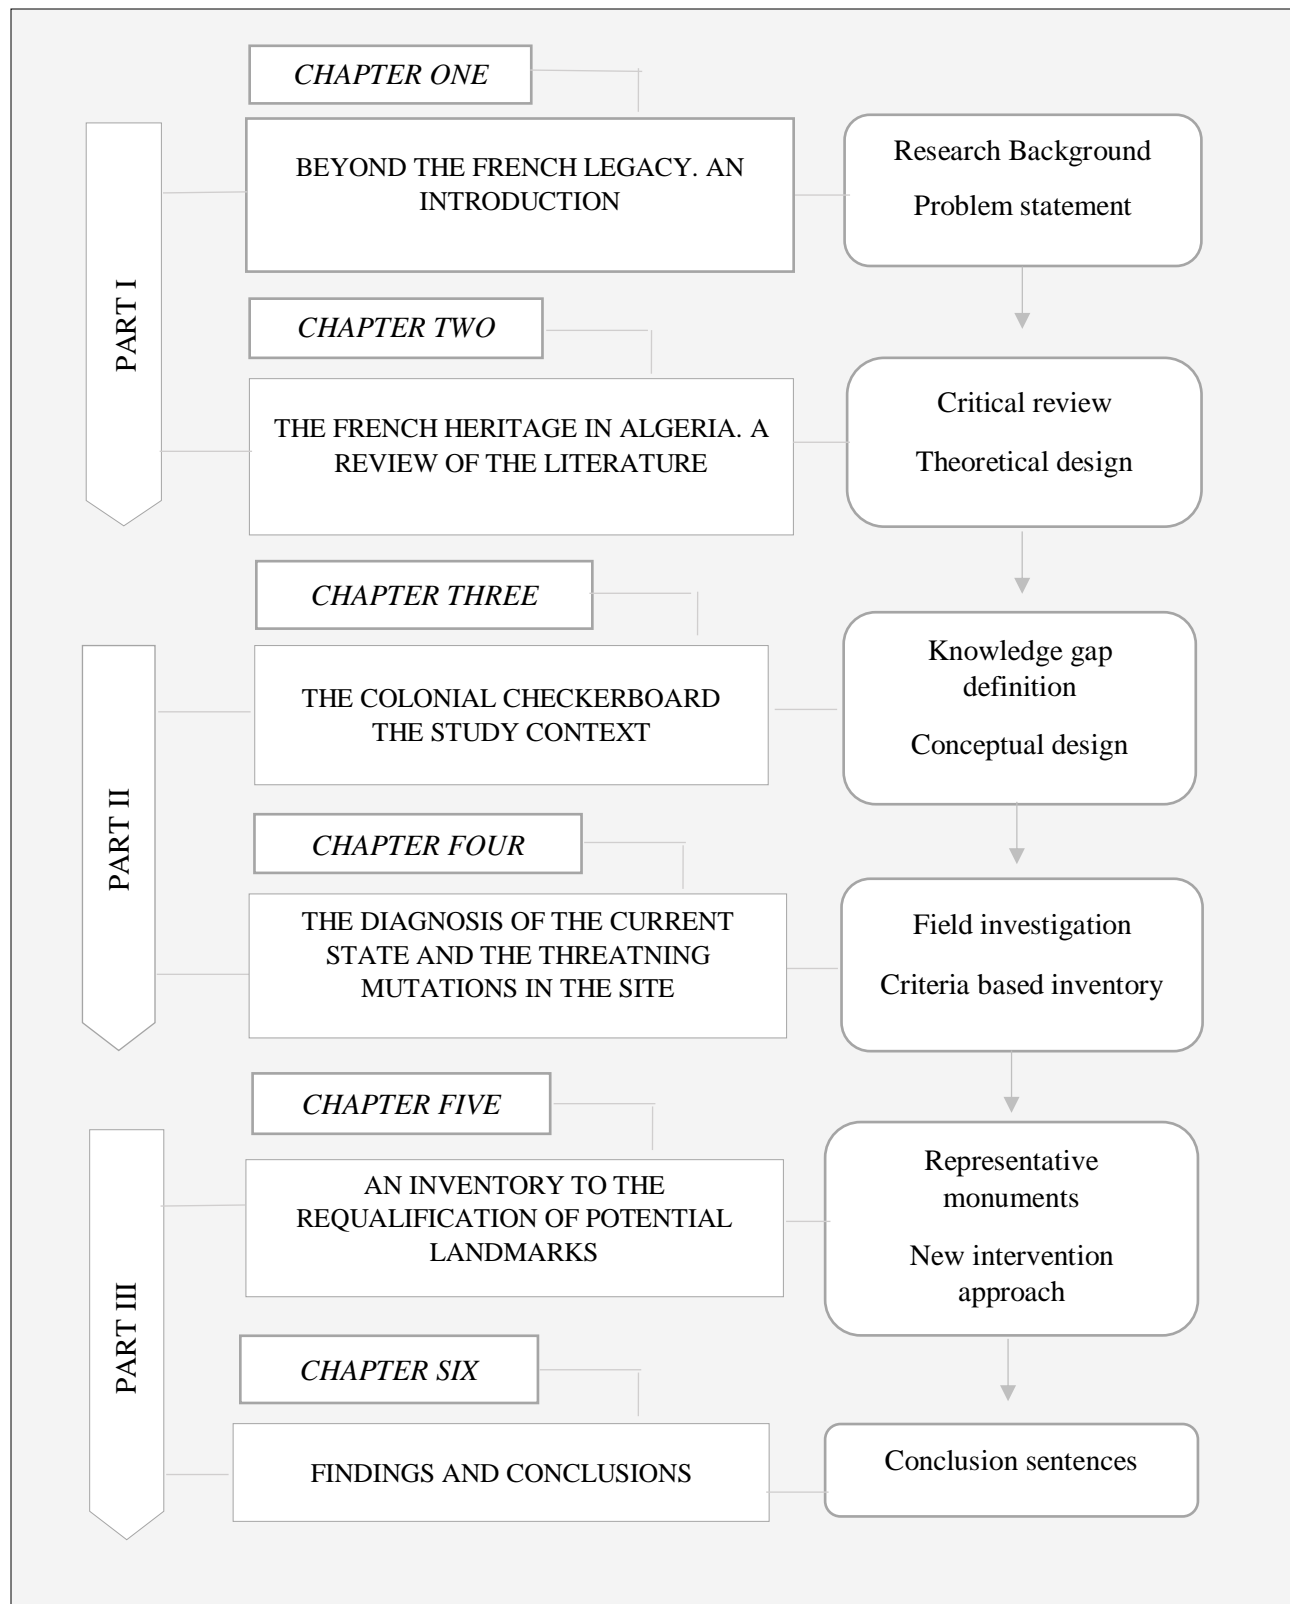 CHAPTER ONE
PART I
BEYOND THE FRENCH LEGACY. AN
INTRODUCTION
Research Background
Problem statement
CHAPTER TWO
THE FRENCH HERITAGE IN ALGERIA. A
REVIEW OF THE LITERATURE
Critical review
Theoretical design
CHAPTER THREE
PART II
THE COLONIAL CHECKERBOARD
THE STUDY CONTEXT
Knowledge gap
definition
Conceptual design
CHAPTER FOUR
THE DIAGNOSIS OF THE CURRENT
STATE AND THE THREATNING
MUTATIONS IN THE SITE
Field investigation
Criteria based inventory
CHAPTER FIVE
PART III
AN INVENTORY TO THE
REQUALIFICATION OF POTENTIAL
LANDMARKS
Representative
monuments
New intervention
approach
CHAPTER SIX
FINDINGS AND CONCLUSIONS
Conclusion sentences